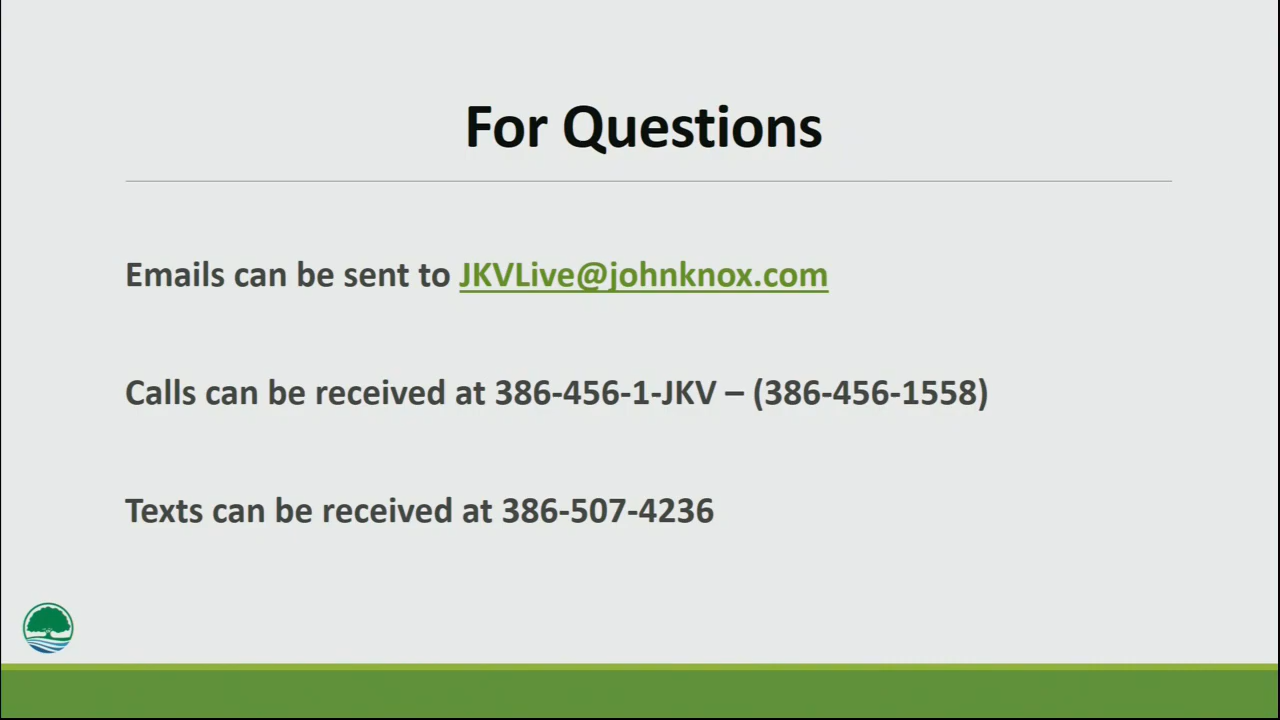 For Questions
Emails can be sent to JKVLive@johnknox.com
Calls can be received at 386-456-1-JKV – (386-456-1558)
Texts can be received at 386-507-4236